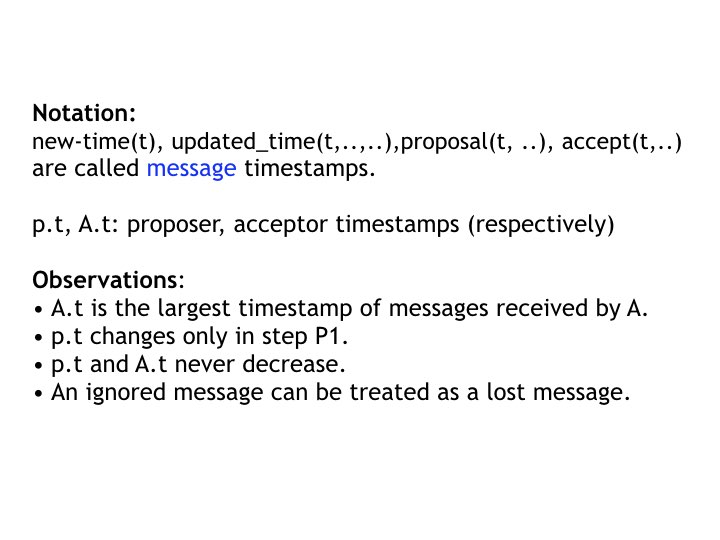 Notation:
new-time(t), updated_time(t,..,..),proposal(t, ..), accept(t,..)
are called message timestamps.
p.t, A.t: proposer, acceptor timestamps (respectively)
Observations:
• A.t is the largest timestamp of messages received by A.
• p.t changes only in step P1.
• p.t and A.t never decrease.
• An ignored message can be treated as a lost message.